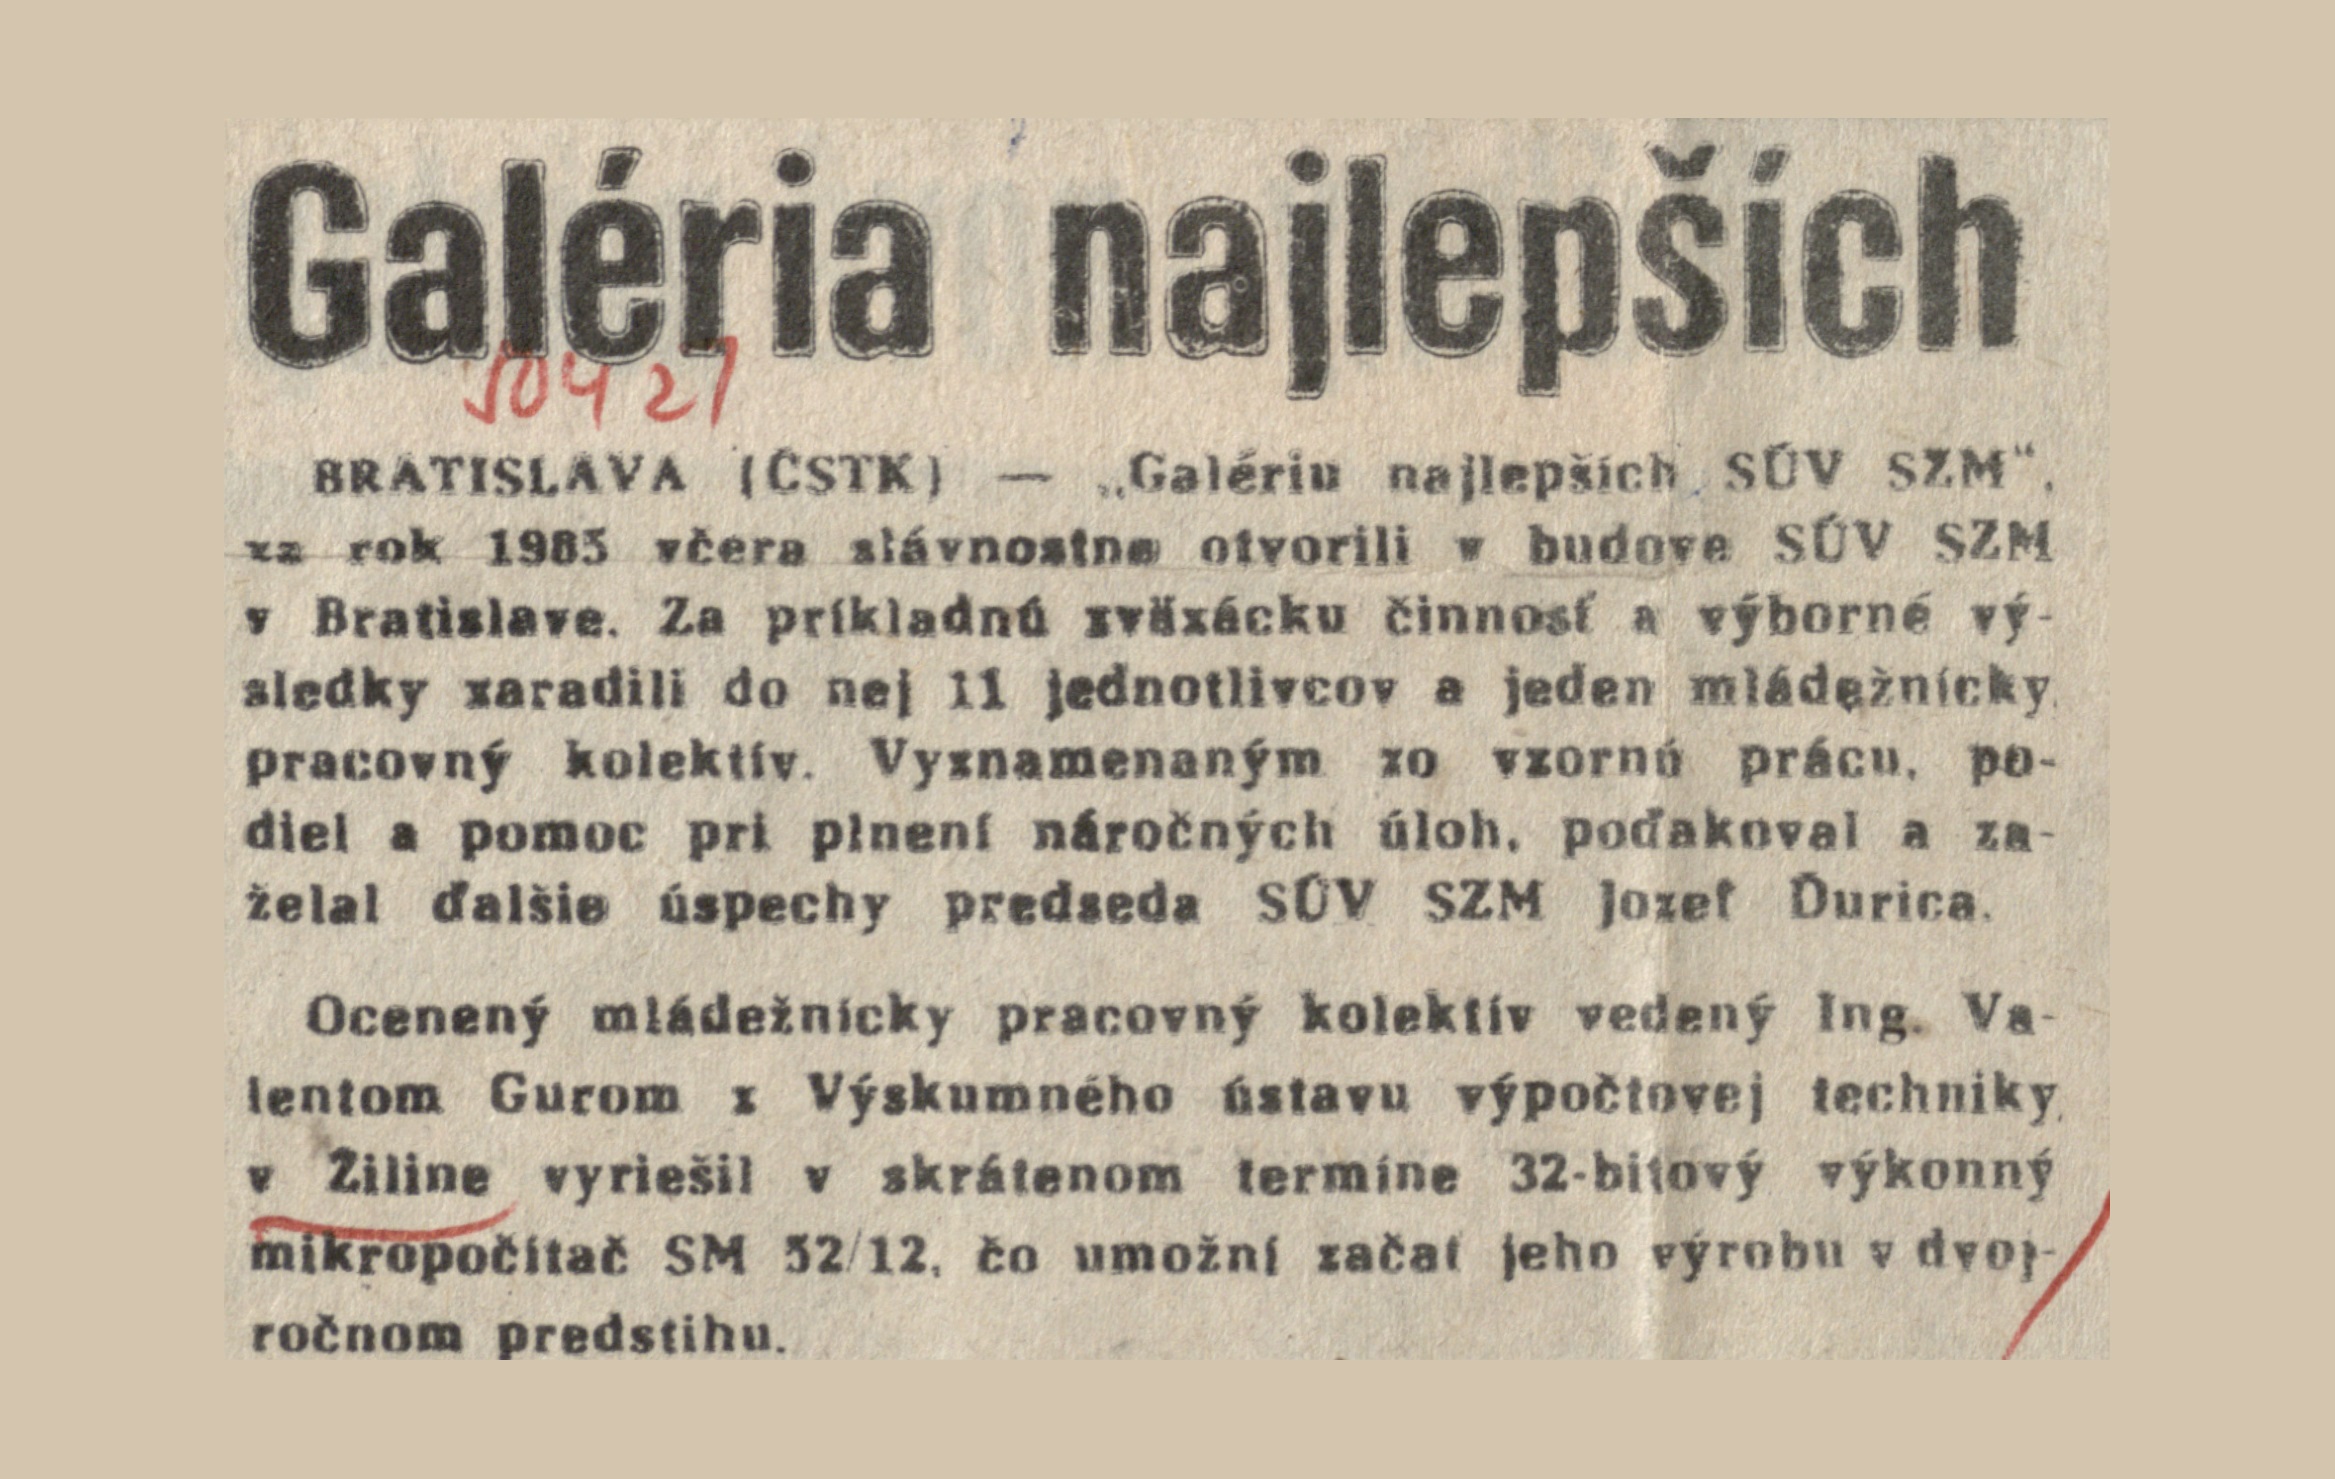 Galéria najlepších
50427
BRATISLAVA (ČSTK) — „Galériu najlepších SÚV SZM“,
za rok 1985 včera slávnostne otvorili v budove SÚV SZM
v Bratislave. Za príkladnú zväzácku činnosť a výborné vý-
sledky zaradili do nej 11 jednotlivcov a jeden mládežnícky
pracovný kolektív. Vyznamenaným zo vzornú prácu, po-
diel a pomoc pri plnení náročných úloh, poďakoval a za-
želal ďalšie úspechy predseda SÚV SZM Jozef Ďurica.
Ocenený mládežnícky pracovný kolektív vedený Ing. Va-
lentom Gurom z Výskumného ústavu výpočtovej techniky
v Žiline vyriešil v skrátenom termíne 32-bitový výkonný
mikropočítač SM 52/12, čo umožní začať jeho výrobu v dvoj-
ročnom predstihu.